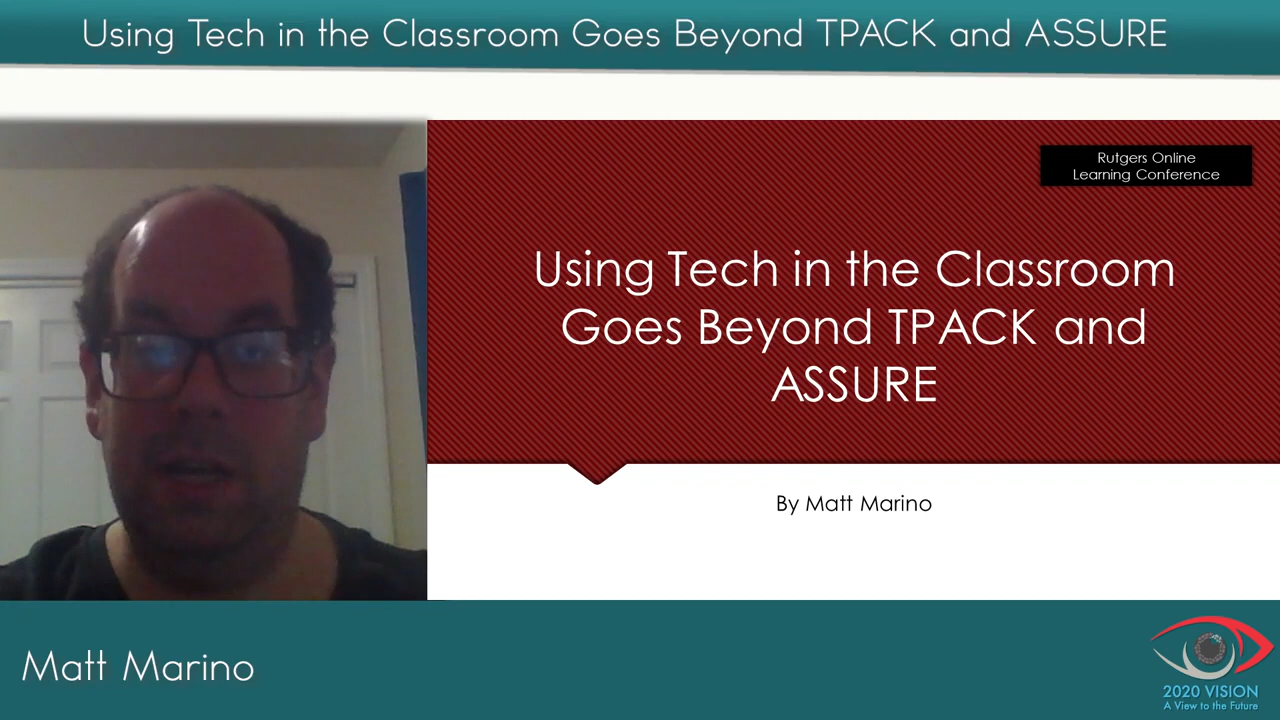 Using Tech in the Classroom Goes Beyond TPACK and ASSURE
Rutgers Online
Learning Conference
Using Tech in the Classroom
Goes Beyond TPACK and
ASSURE
By Matt Marino
Matt Marino
2020 VISION
A View to the Future